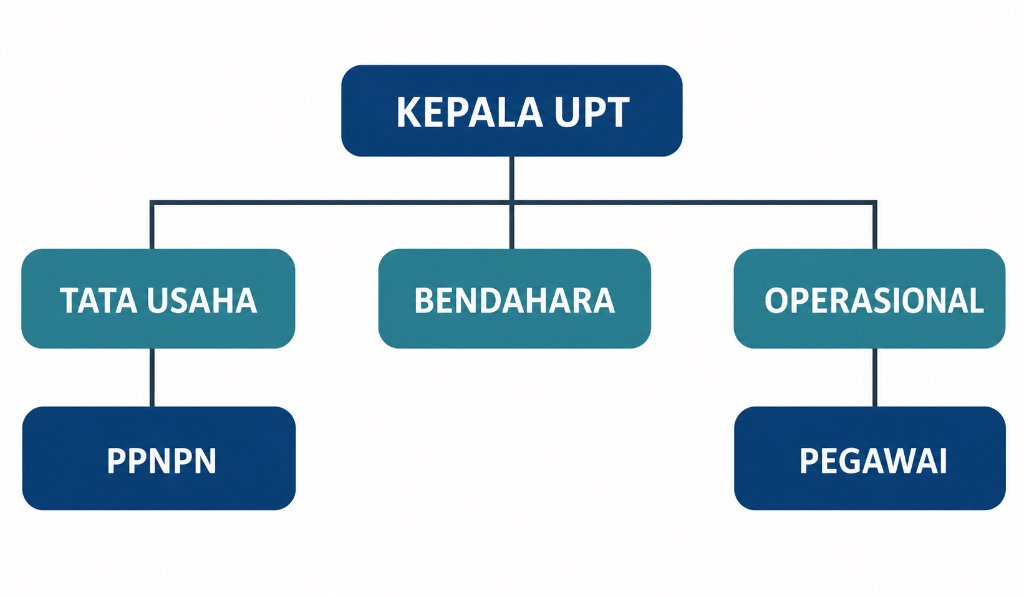 KEPALA UPT
TATA USAHA
BENDAHARA
OPERASIONAL
PPNPN
PEGAWAI